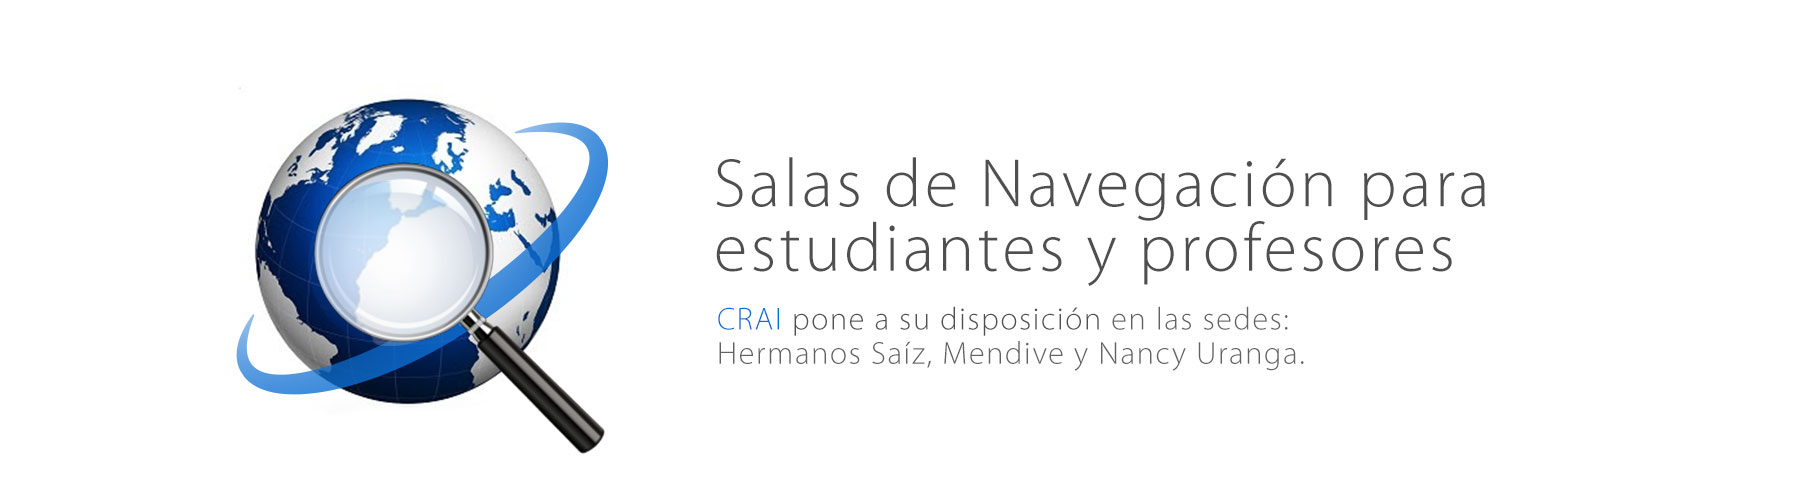 Salas de Navegación para
estudiantes y profesores
CRAI pone a su disposición en las sedes:
Hermanos Saíz, Mendive y Nancy Uranga.